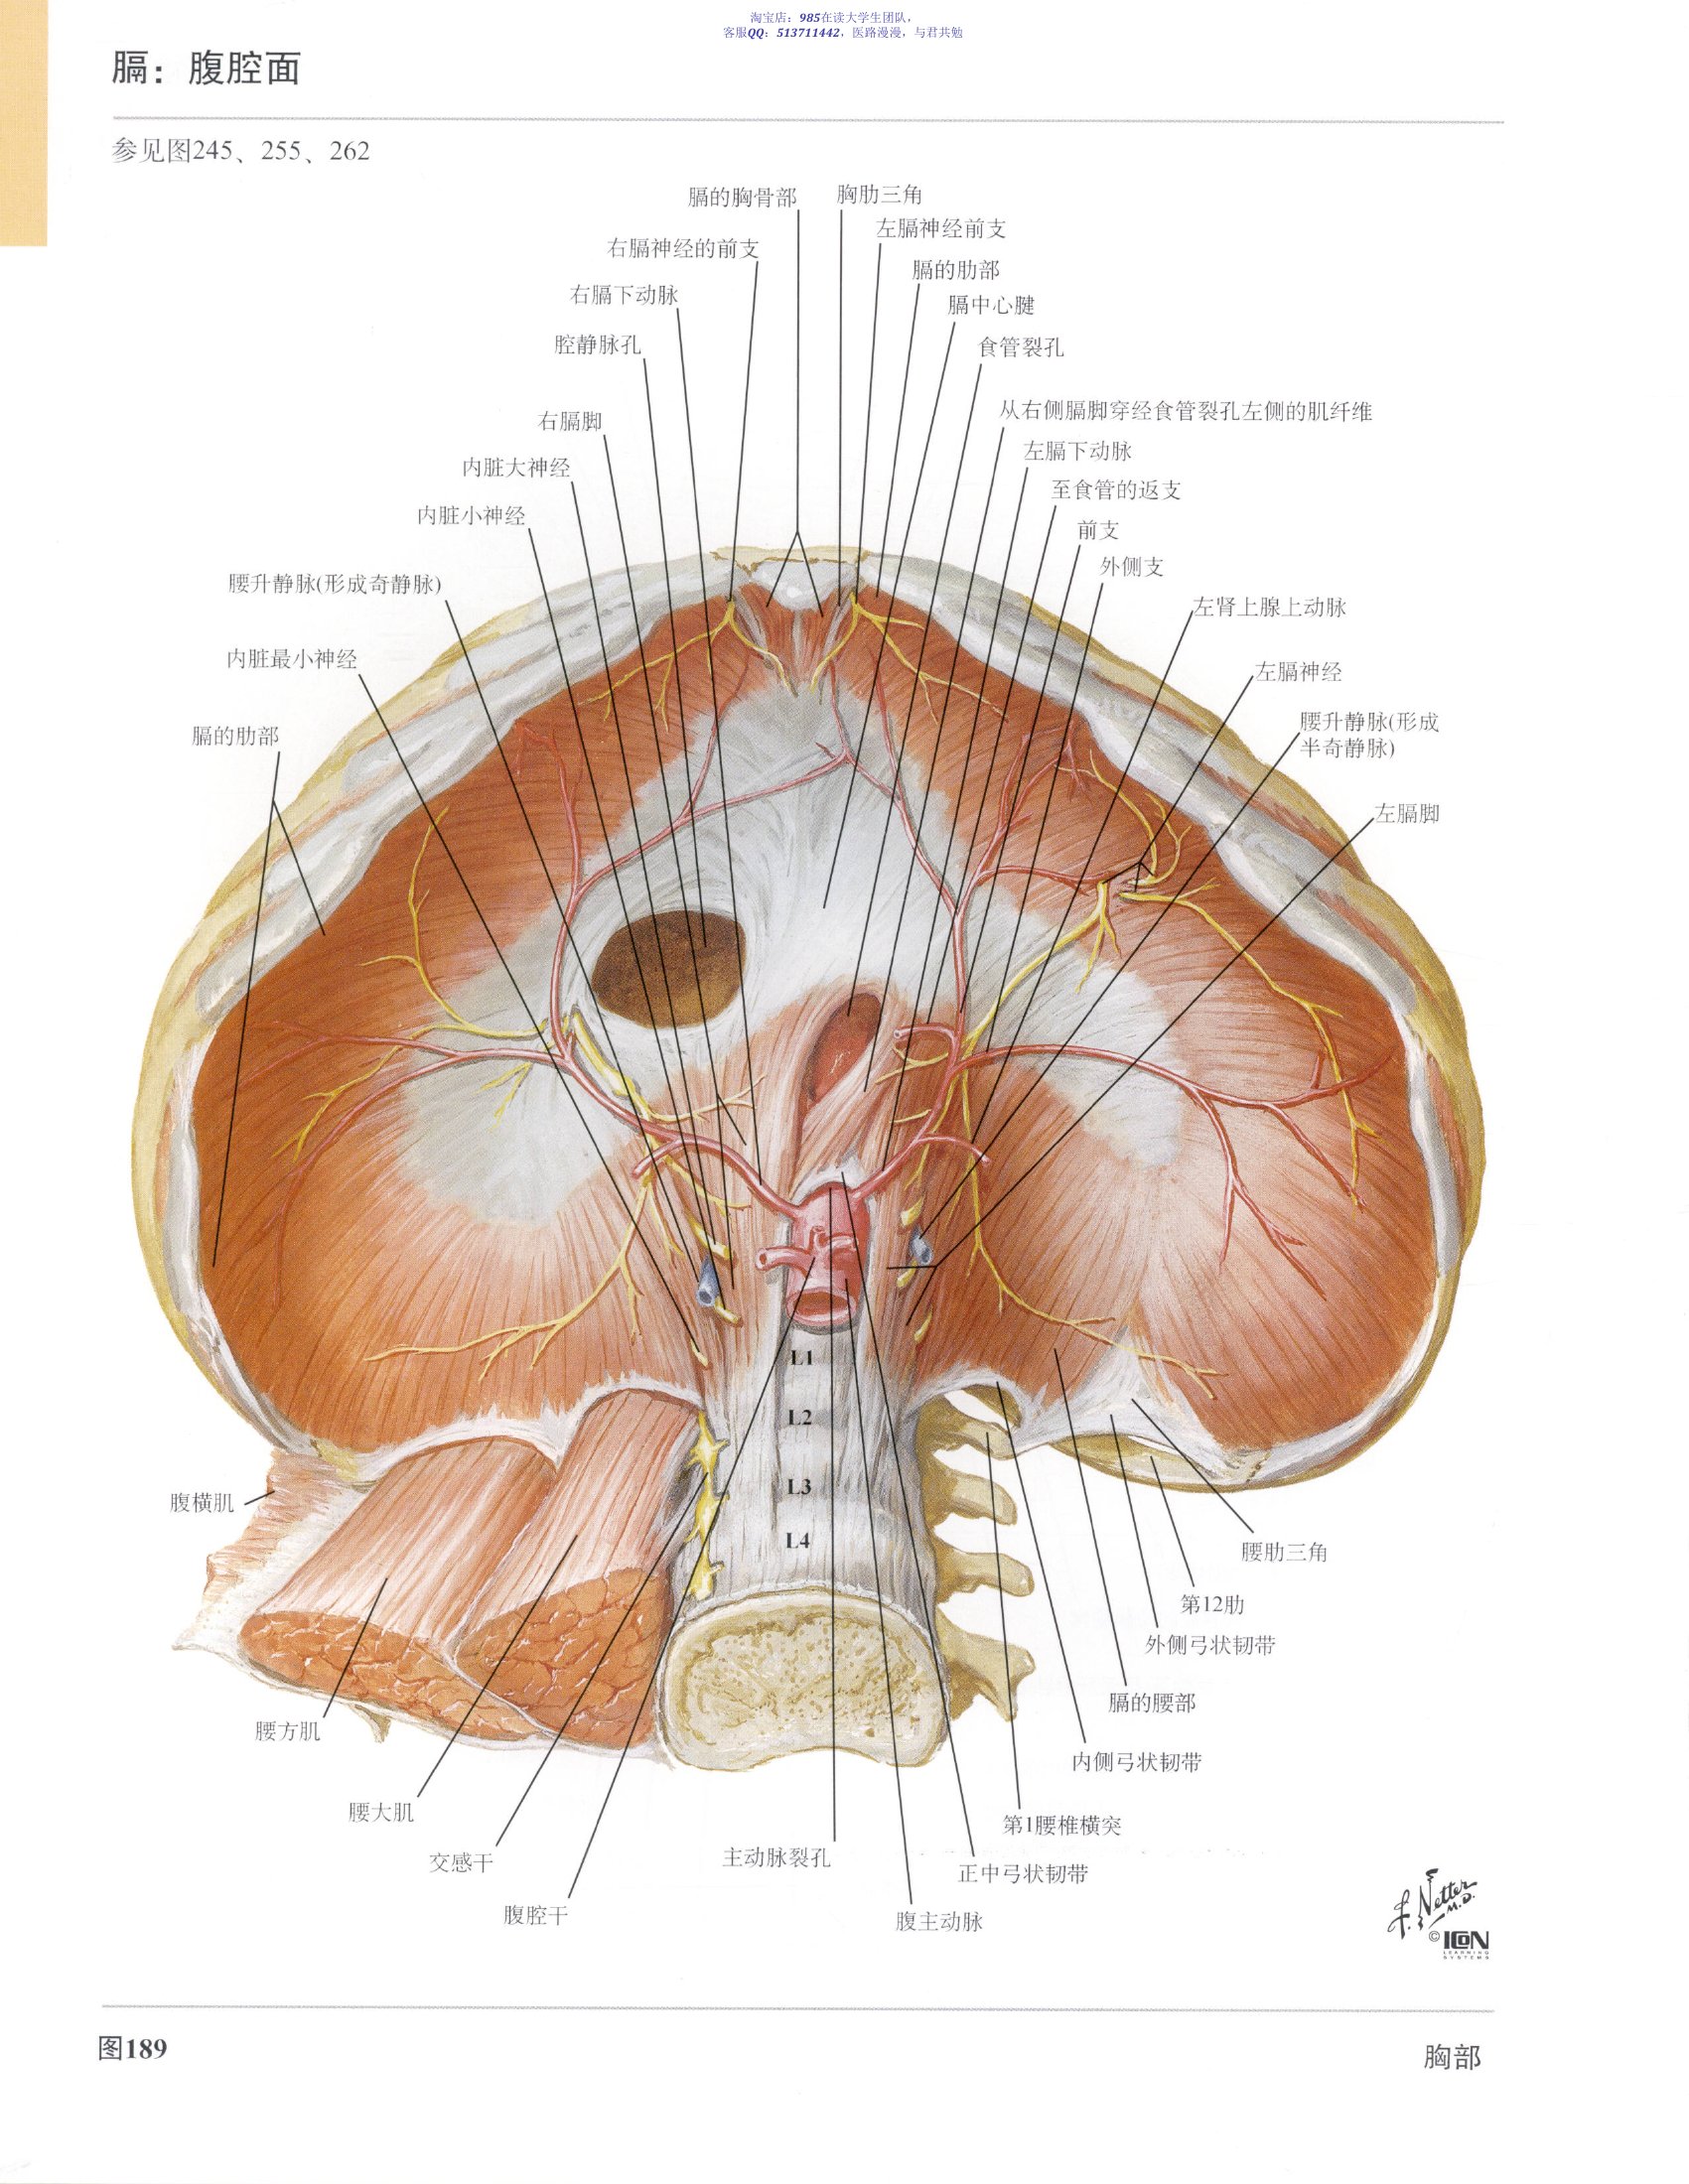 淘宝店：985在读大学生团队，
客服QQ：513711442，医路漫漫，与君共勉
膈：腹腔面
参见图245、255、262
膈的胸骨部
胸肋三角
左膈神经前支
右膈神经的前支
膈的肋部
右膈下动脉
膈中心腱
腔静脉孔
食管裂孔
从右侧膈脚穿经食管裂孔左侧的肌纤维
右膈脚
左膈下动脉
内脏大神经
至食管的返支
内脏小神经
前支
外侧支
腰升静脉(形成奇静脉)
左肾上腺上动脉
内脏最小神经
左膈神经
腰升静脉(形成
半奇静脉)
膈的肋部
左膈脚
L1
L2
L3
L4
腹横肌
腰肋三角
第12肋
外侧弓状韧带
膈的腰部
腰方肌
内侧弓状韧带
腰大肌
第1腰椎横突
主动脉裂孔
交感干
正中弓状韧带
腹腔干
腹主动脉
F. Netter
M.D.
© ICON
LEARNING
SYSTEMS
图189
胸部